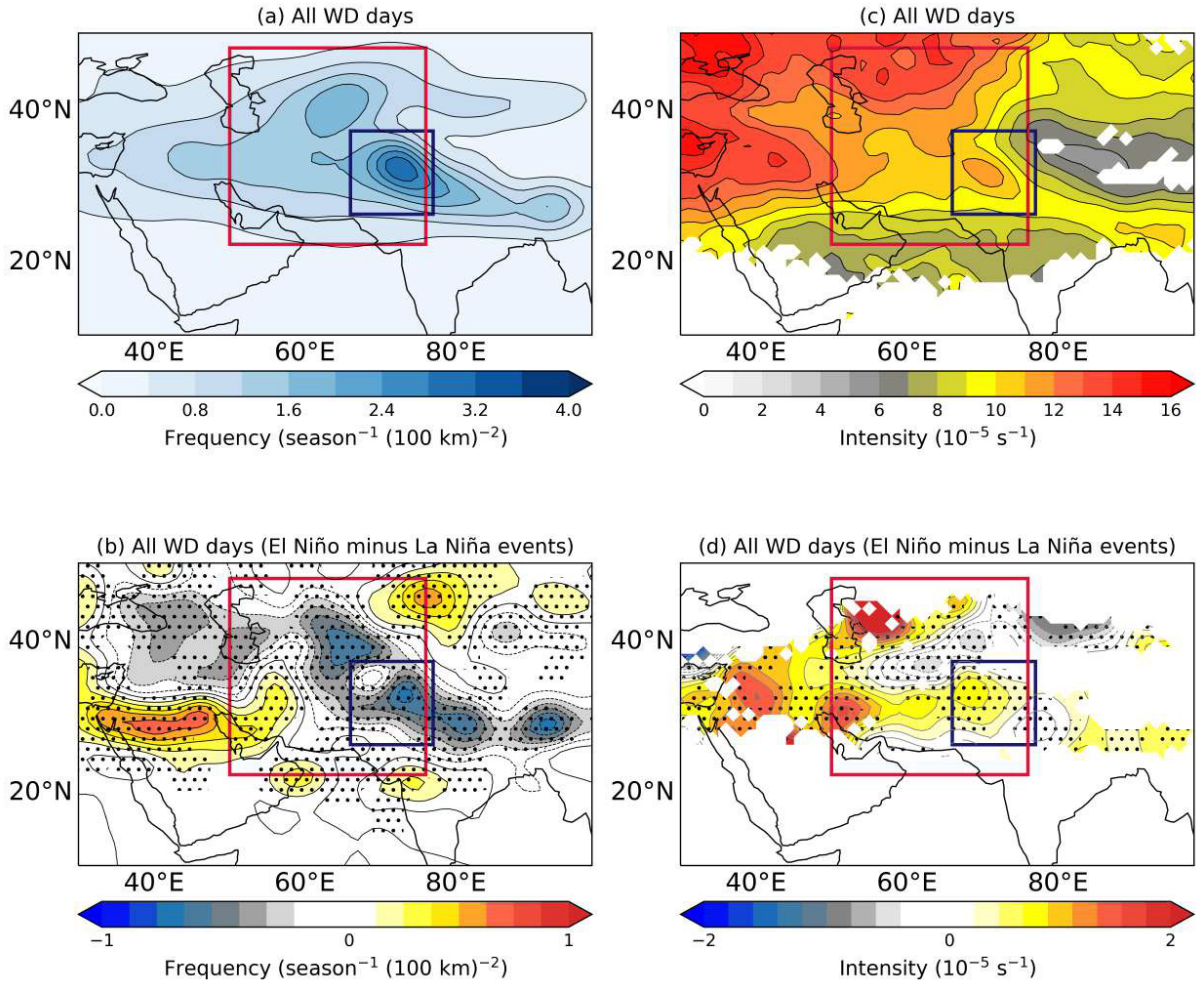 (a) All WD days
40°N
20°N
40°E 60°E 80°E
0.0 0.8 1.6 2.4 3.2 4.0
Frequency (season⁻¹ (100 km)⁻²)
(c) All WD days
40°E 60°E 80°E
0 2 4 6 8 10 12 14 16
Intensity (10⁻⁵ s⁻¹)
(b) All WD days (El Niño minus La Niña events)
40°N
20°N
40°E 60°E 80°E
−1 0 1
Frequency (season⁻¹ (100 km)⁻²)
(d) All WD days (El Niño minus La Niña events)
40°N
20°N
40°E 60°E 80°E
−2 0 2
Intensity (10⁻⁵ s⁻¹)